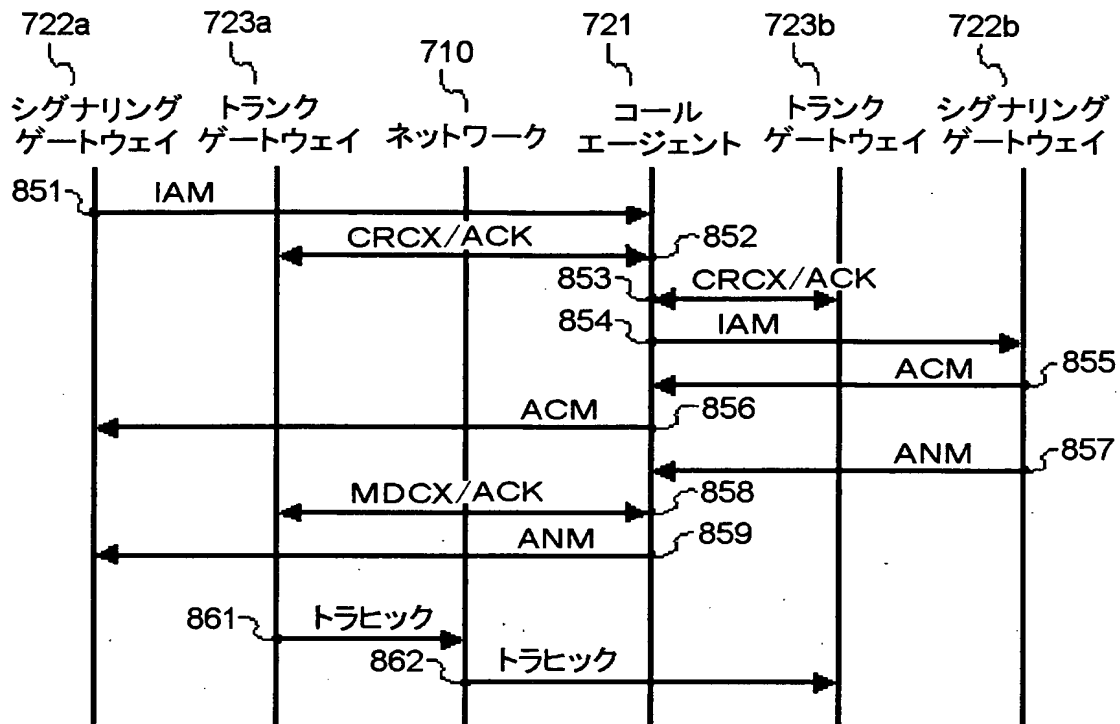 722a 723a 710 721 723b 722b
シグナリング トランク コール トランク シグナリング
ゲートウェイ ゲートウェイ ネットワーク エージェント ゲートウェイ ゲートウェイ
851 IAM
CRCX/ACK 852
853 CRCX/ACK
854 IAM
ACM 855
ACM 856
ANM 857
MDCX/ACK 858
ANM 859
861 トラヒック
862 トラヒック